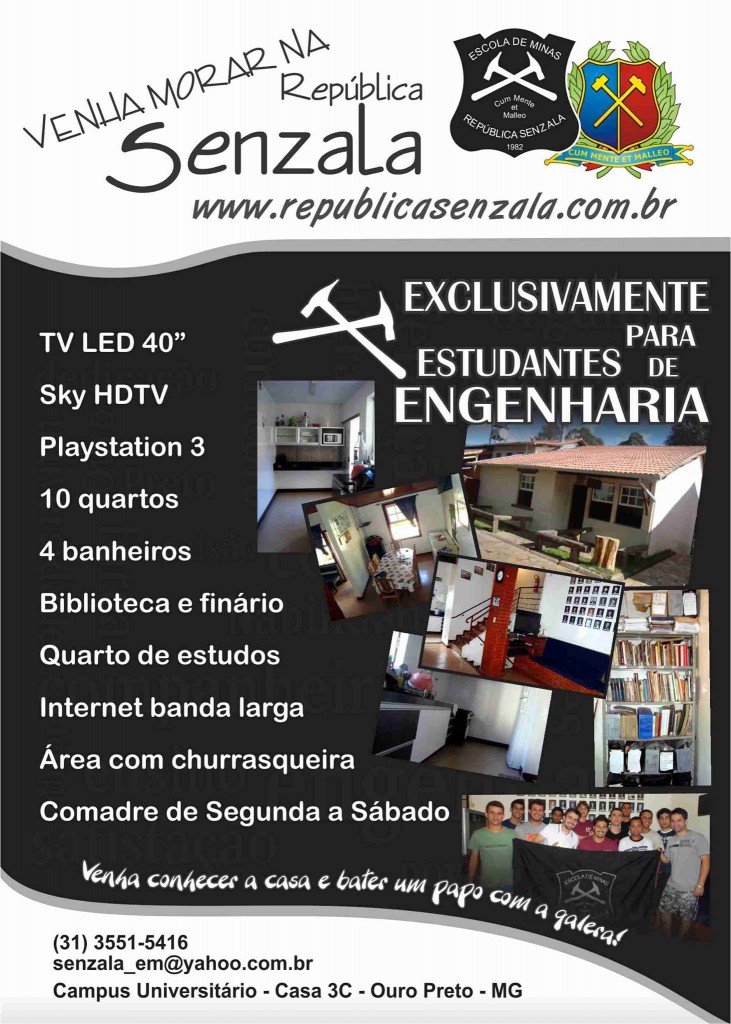 VENHA MORAR NA
República
Senzala
www.republicasenzala.com.br
ESCOLA DE MINAS
Cum Mente
et
Malleo
REPÚBLICA SENZALA
1982
CUM MENTE ET MALLEO
EXCLUSIVAMENTE
PARA
ESTUDANTES DE
ENGENHARIA
TV LED 40”
Sky HDTV
Playstation 3
10 quartos
4 banheiros
Biblioteca e finário
Quarto de estudos
Internet banda larga
Área com churrasqueira
Comadre de Segunda a Sábado
ESCOLA DE MINAS
Venha conhecer a casa e bater um papo com a galera!
(31) 3551-5416
senzala_em@yahoo.com.br
Campus Universitário - Casa 3C - Ouro Preto - MG